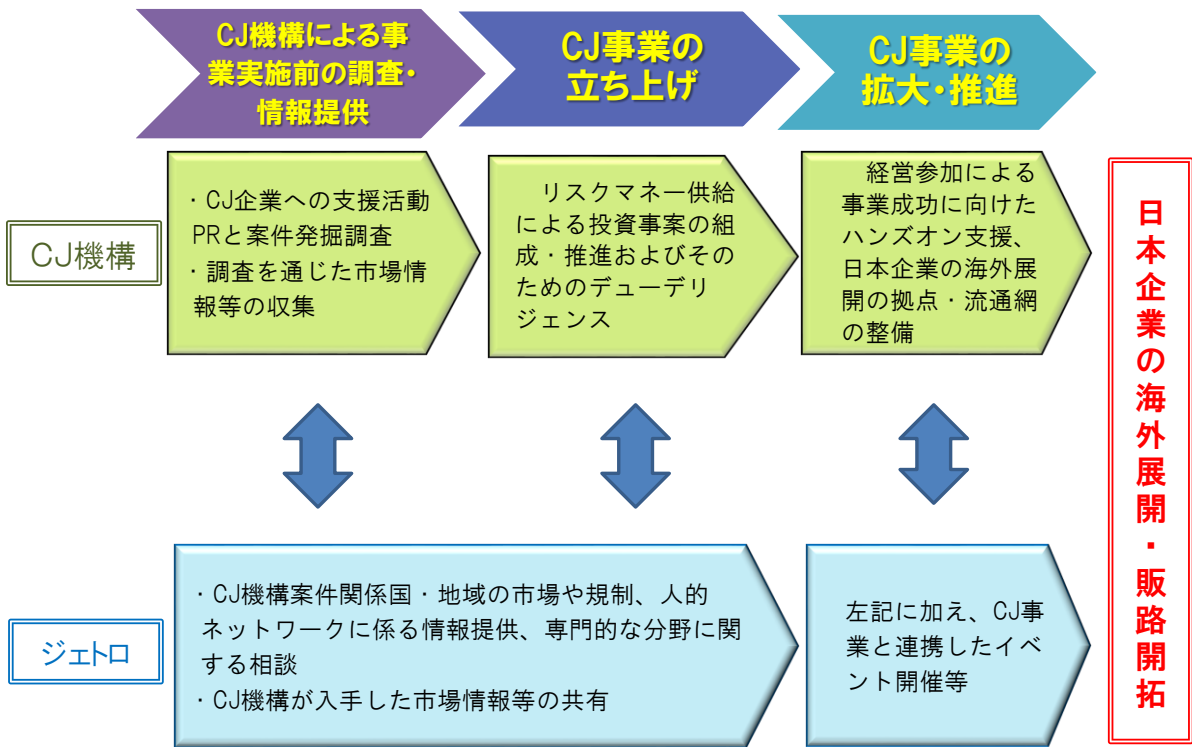 CJ機構による事
業実施前の調査・
情報提供
CJ事業の
立ち上げ
CJ事業の
拡大・推進
CJ機構
・CJ企業への支援活動
PRと案件発掘調査
・調査を通じた市場情
報等の収集
リスクマネー供給
による投資事案の組
成・推進およびその
ためのデューデリ
ジェンス
経営参加による
事業成功に向けた
ハンズオン支援、
日本企業の海外展
開の拠点・流通網
の整備
ジェトロ
・CJ機構案件関係国・地域の市場や規制、人的
ネットワークに係る情報提供、専門的な分野に関
する相談
・CJ機構が入手した市場情報等の共有
左記に加え、CJ事
業と連携したイベ
ント開催等
日本企業の海外展開・販路開拓